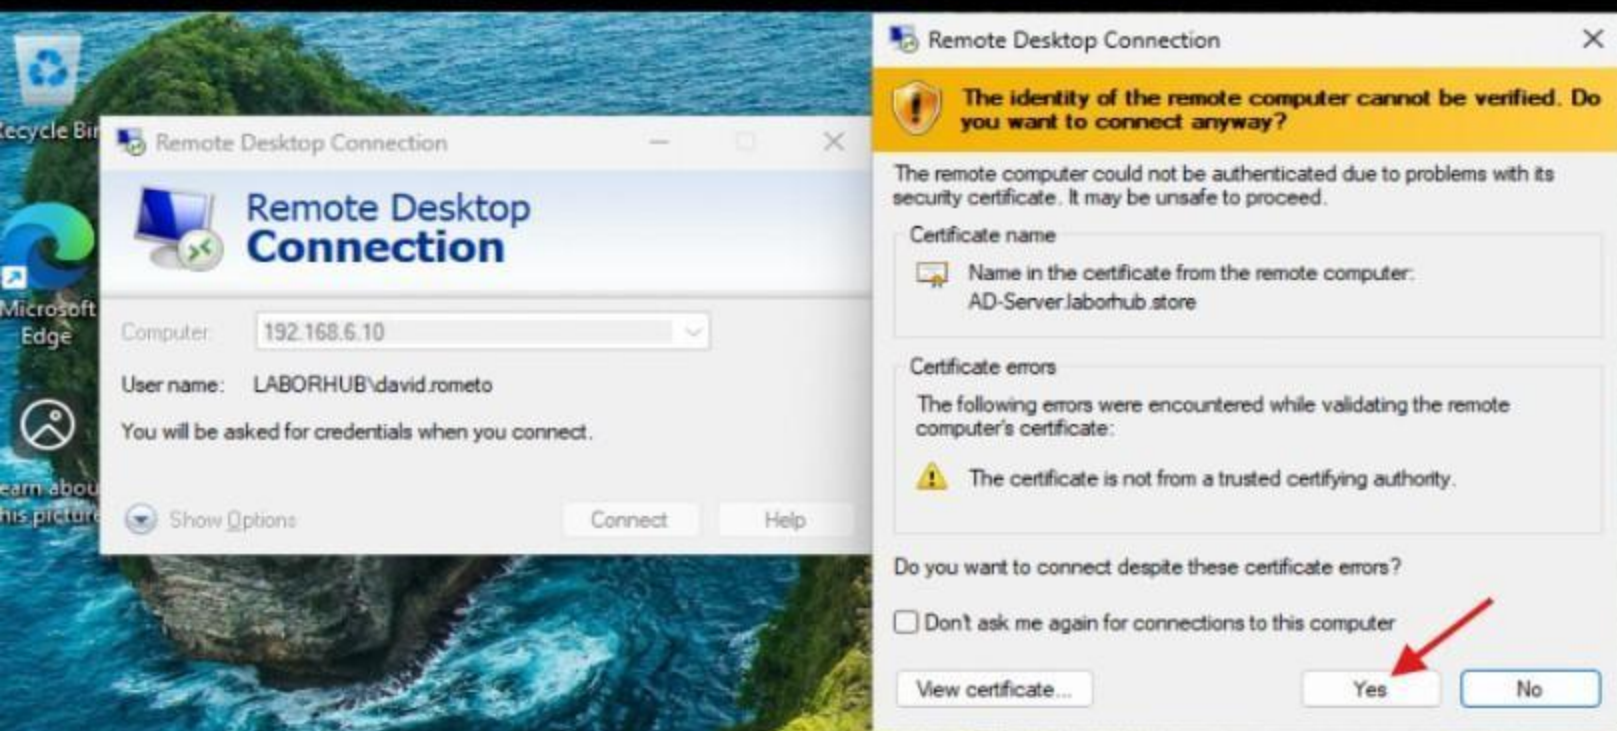 Recycle Bin
Microsoft
Edge
earn abou
his picture
Remote Desktop Connection
Remote Desktop
Connection
Computer:
192.168.6.10
User name:
LABORHUB\david.rometo
You will be asked for credentials when you connect.
Show Options
Connect
Help
Remote Desktop Connection
The identity of the remote computer cannot be verified. Do
you want to connect anyway?
The remote computer could not be authenticated due to problems with its
security certificate. It may be unsafe to proceed.
Certificate name
Name in the certificate from the remote computer:
AD-Server.laborhub.store
Certificate errors
The following errors were encountered while validating the remote
computer's certificate:
The certificate is not from a trusted certifying authority.
Do you want to connect despite these certificate errors?
Don't ask me again for connections to this computer
View certificate...
Yes
No